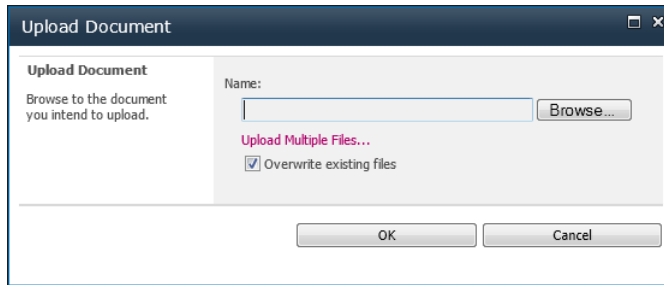 Upload Document
Upload Document
Browse to the document
you intend to upload.
Name:
Browse...
Upload Multiple Files...
Overwrite existing files
OK
Cancel